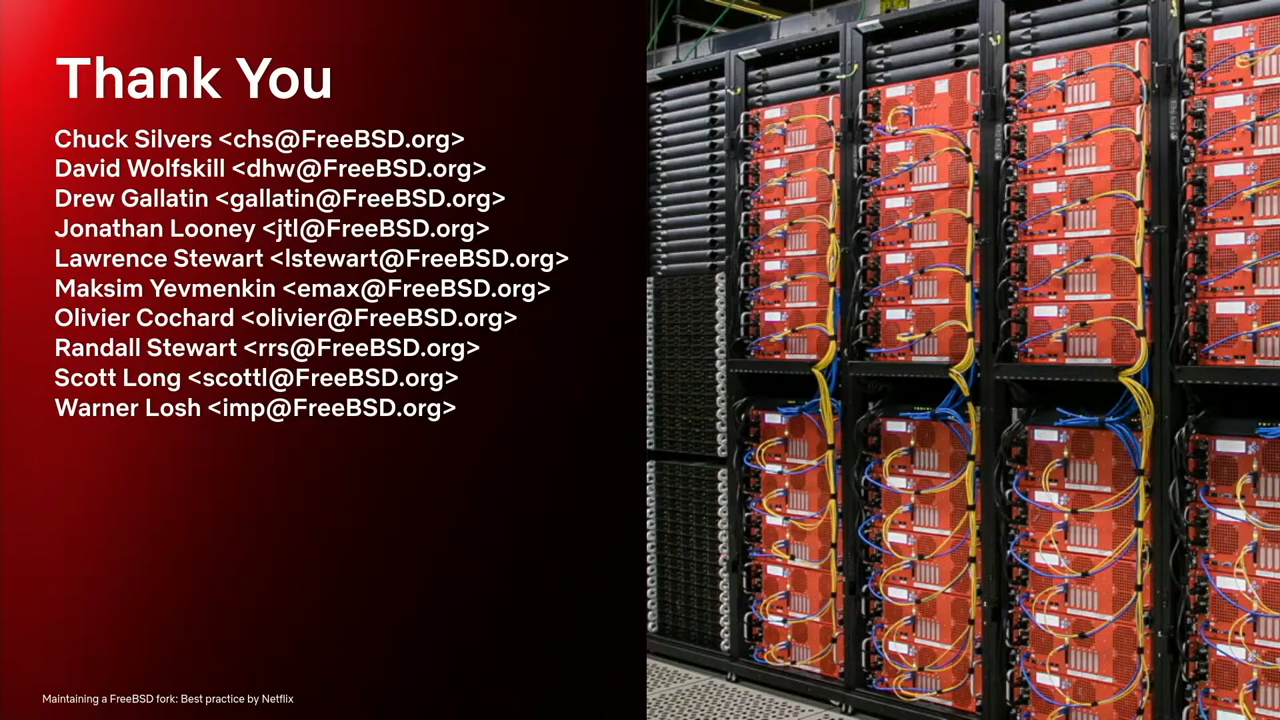 Thank You
Chuck Silvers <chs@FreeBSD.org>
David Wolfskill <dhw@FreeBSD.org>
Drew Gallatin <gallatin@FreeBSD.org>
Jonathan Looney <jtl@FreeBSD.org>
Lawrence Stewart <lstewart@FreeBSD.org>
Maksim Yevmenkin <emax@FreeBSD.org>
Olivier Cochard <olivier@FreeBSD.org>
Randall Stewart <rrs@FreeBSD.org>
Scott Long <scottl@FreeBSD.org>
Warner Losh <imp@FreeBSD.org>
Maintaining a FreeBSD fork: Best practice by Netflix